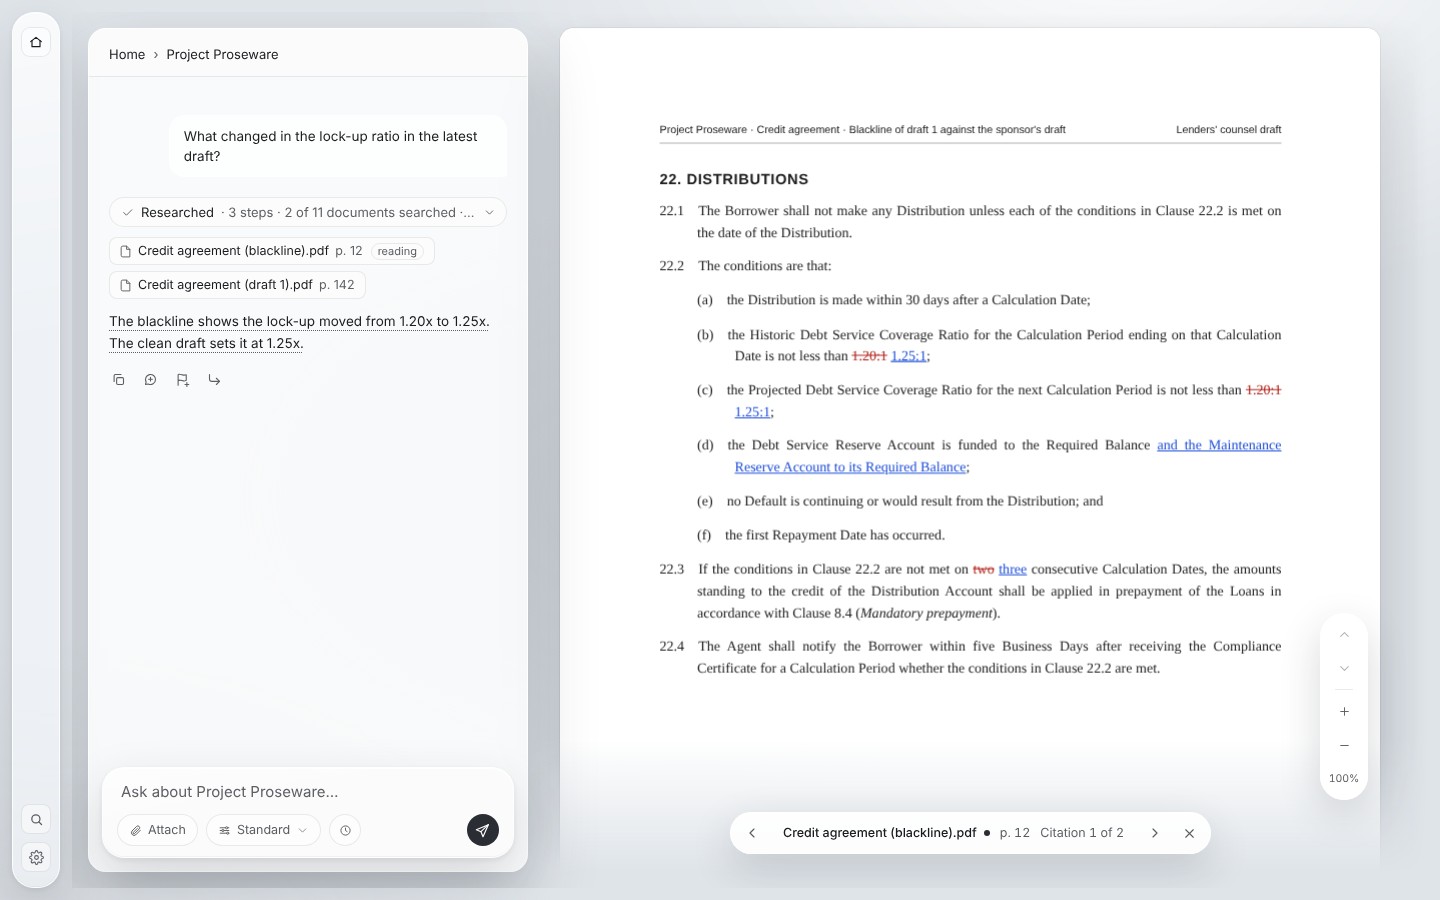 Home › Project Proseware
What changed in the lock-up ratio in the latest
draft?
Researched · 3 steps · 2 of 11 documents searched ·...
Credit agreement (blackline).pdf p. 12 reading
Credit agreement (draft 1).pdf p. 142
The blackline shows the lock-up moved from 1.20x to 1.25x.
The clean draft sets it at 1.25x.
Ask about Project Proseware...
Attach
Standard
Project Proseware · Credit agreement · Blackline of draft 1 against the sponsor's draft Lenders' counsel draft
22. DISTRIBUTIONS
22.1 The Borrower shall not make any Distribution unless each of the conditions in Clause 22.2 is met on
the date of the Distribution.
22.2 The conditions are that:
(a) the Distribution is made within 30 days after a Calculation Date;
(b) the Historic Debt Service Coverage Ratio for the Calculation Period ending on that Calculation
Date is not less than 1.20:1 1.25:1;
(c) the Projected Debt Service Coverage Ratio for the next Calculation Period is not less than 1.20:1
1.25:1;
(d) the Debt Service Reserve Account is funded to the Required Balance and the Maintenance
Reserve Account to its Required Balance;
(e) no Default is continuing or would result from the Distribution; and
(f) the first Repayment Date has occurred.
22.3 If the conditions in Clause 22.2 are not met on two three consecutive Calculation Dates, the amounts
standing to the credit of the Distribution Account shall be applied in prepayment of the Loans in
accordance with Clause 8.4 (Mandatory prepayment).
22.4 The Agent shall notify the Borrower within five Business Days after receiving the Compliance
Certificate for a Calculation Period whether the conditions in Clause 22.2 are met.
100%
Credit agreement (blackline).pdf • p. 12 Citation 1 of 2